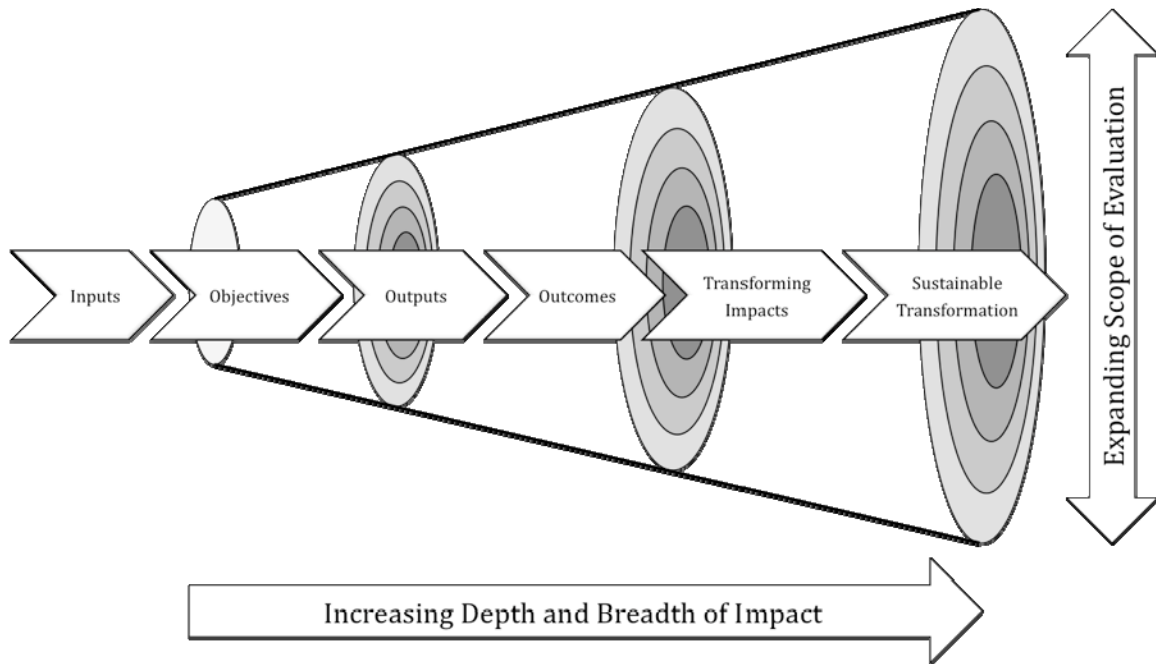 Inputs
Objectives
Outputs
Outcomes
Transforming
Impacts
Sustainable
Transformation
Expanding Scope of Evaluation
Increasing Depth and Breadth of Impact